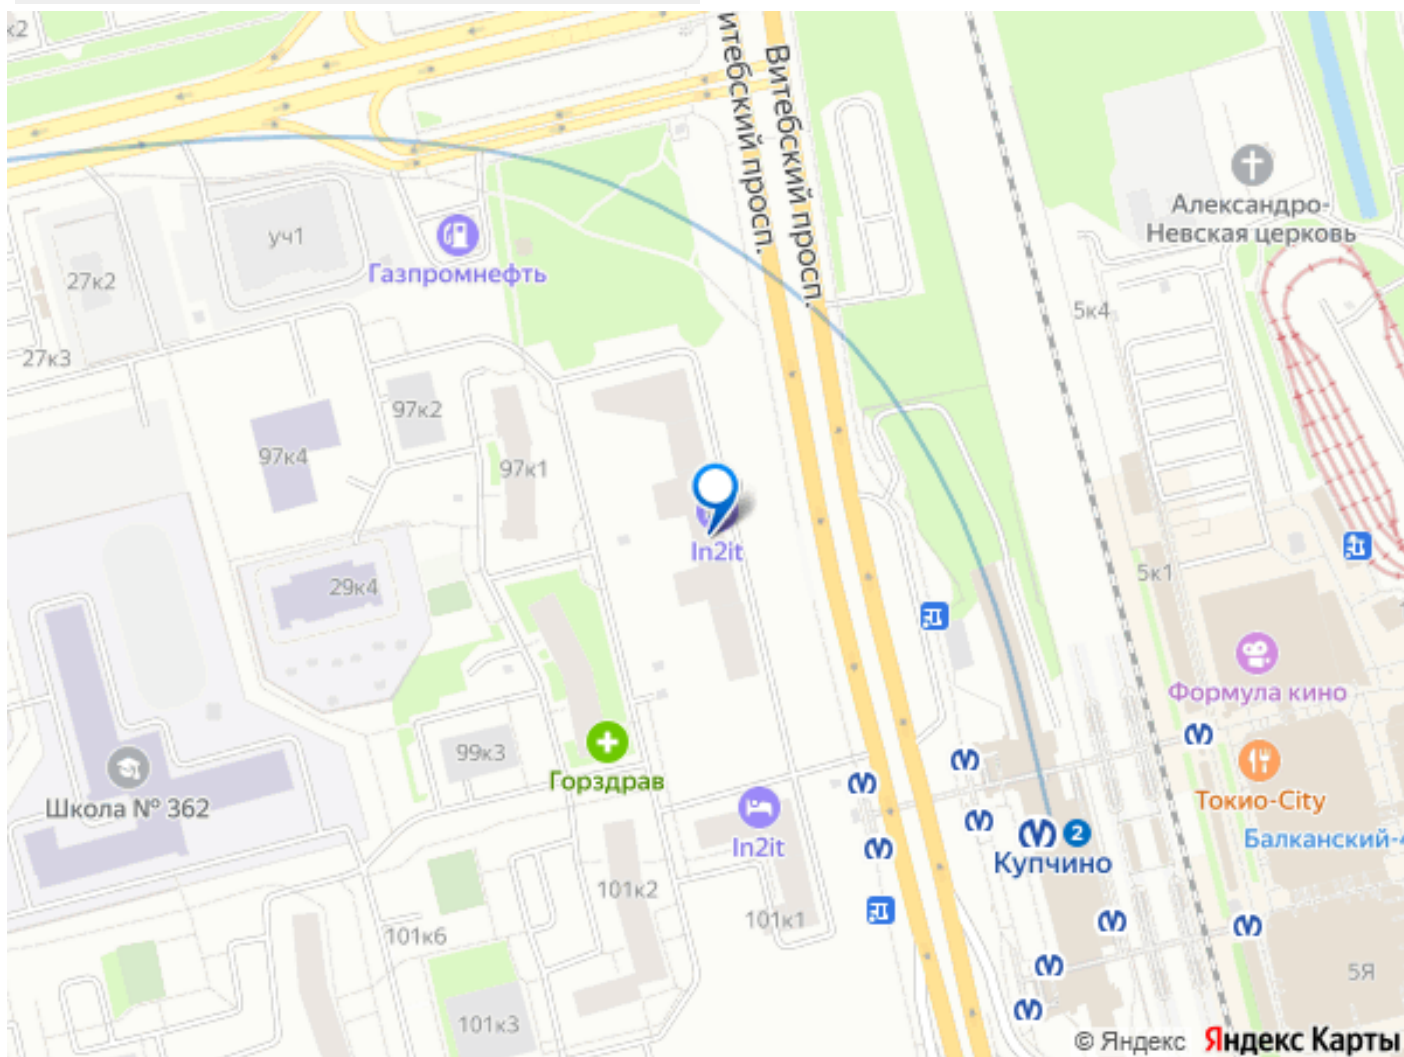 к2
итебский просп.
Витебский просп.
Александро-
Невская церковь
уч1
Газпромнефть
27к2
27к3
5к4
97к2
97к4
97к1
In2it
29к4
5к1
Формула кино
99к3
Горздрав
Школа № 362
Токио-City
Балканский-4
In2it
2
Купчино
101к2
101к1
101к6
101к3
5Я
© Яндекс Яндекс Карты